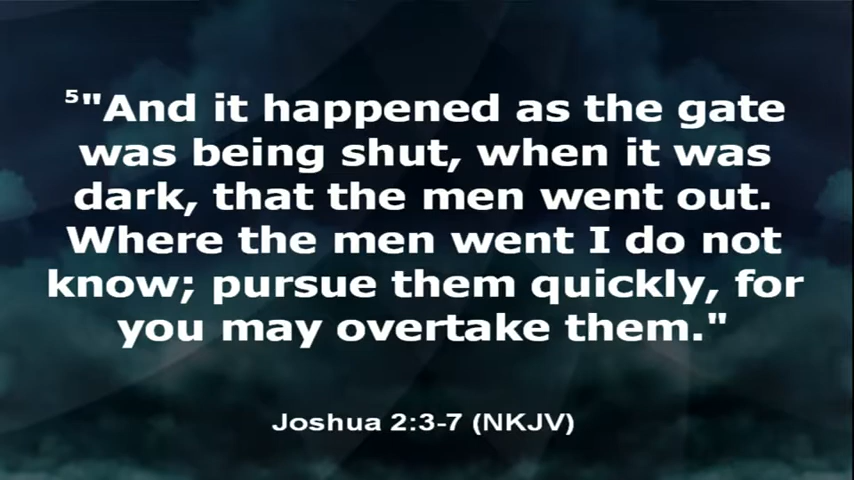 ⁵"And it happened as the gate
was being shut, when it was
dark, that the men went out.
Where the men went I do not
know; pursue them quickly, for
you may overtake them."
Joshua 2:3-7 (NKJV)